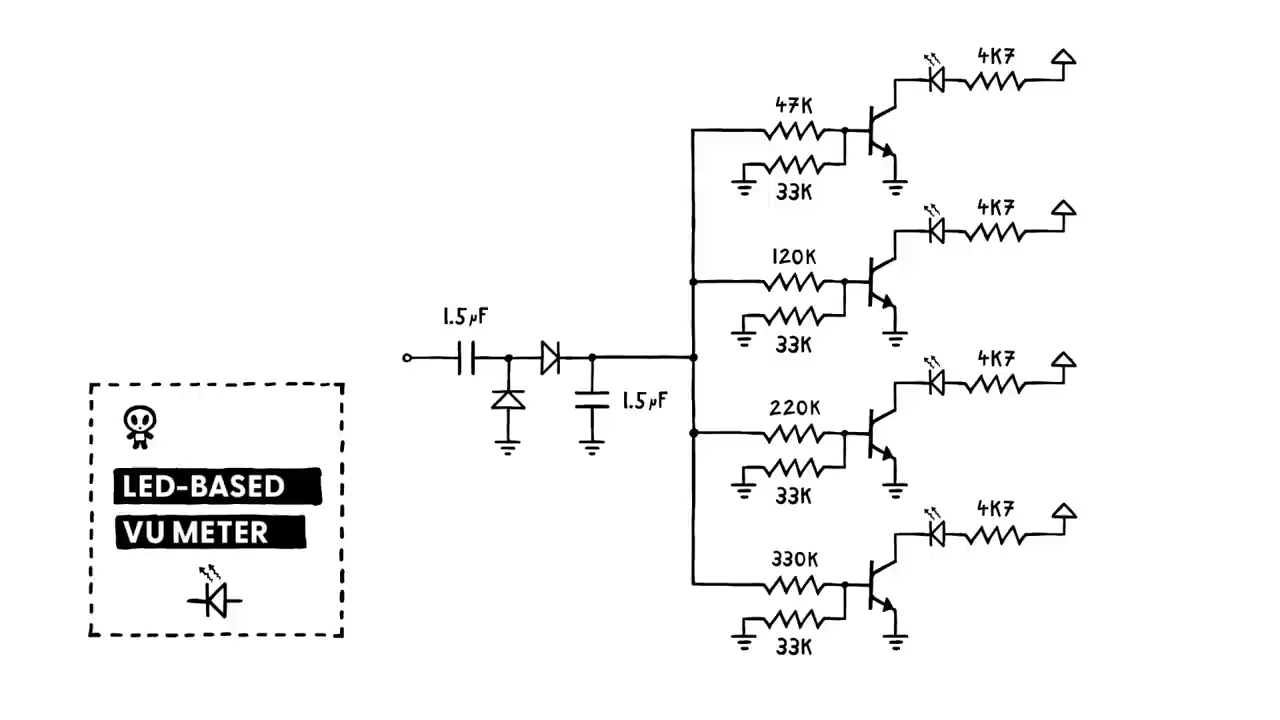 4K7
47K
33K
4K7
120K
33K
1.5µF
1.5µF
4K7
220K
33K
4K7
330K
33K
LED-BASED
VU METER